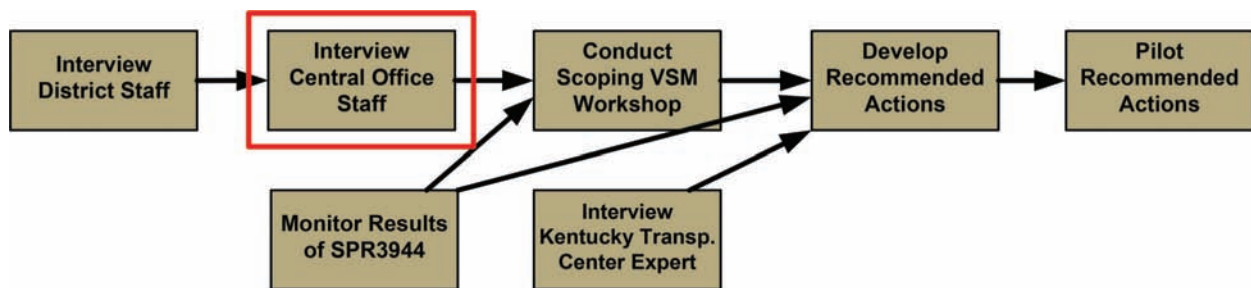 Interview
District Staff
Interview
Central Office
Staff
Conduct
Scoping VSM
Workshop
Develop
Recommended
Actions
Pilot
Recommended
Actions
Monitor Results
of SPR3944
Interview
Kentucky Transp.
Center Expert